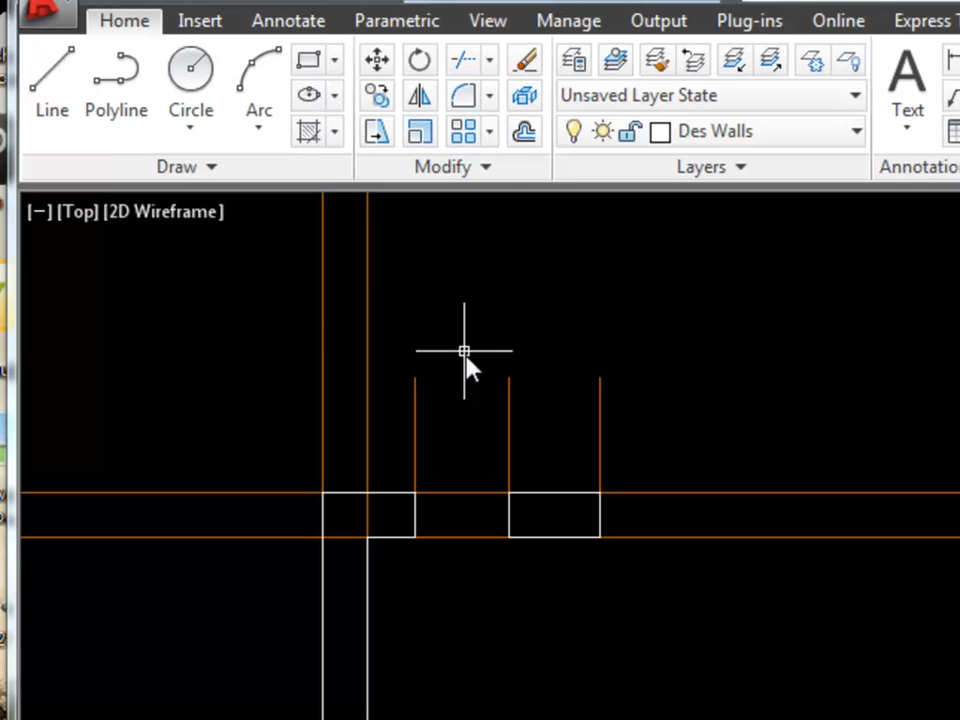 Home Insert Annotate Parametric View Manage Output Plug-ins Online Express
Line Polyline Circle Arc
Unsaved Layer State
Des Walls
Text
Draw Modify Layers Annotatio
[−] [Top] [2D Wireframe]